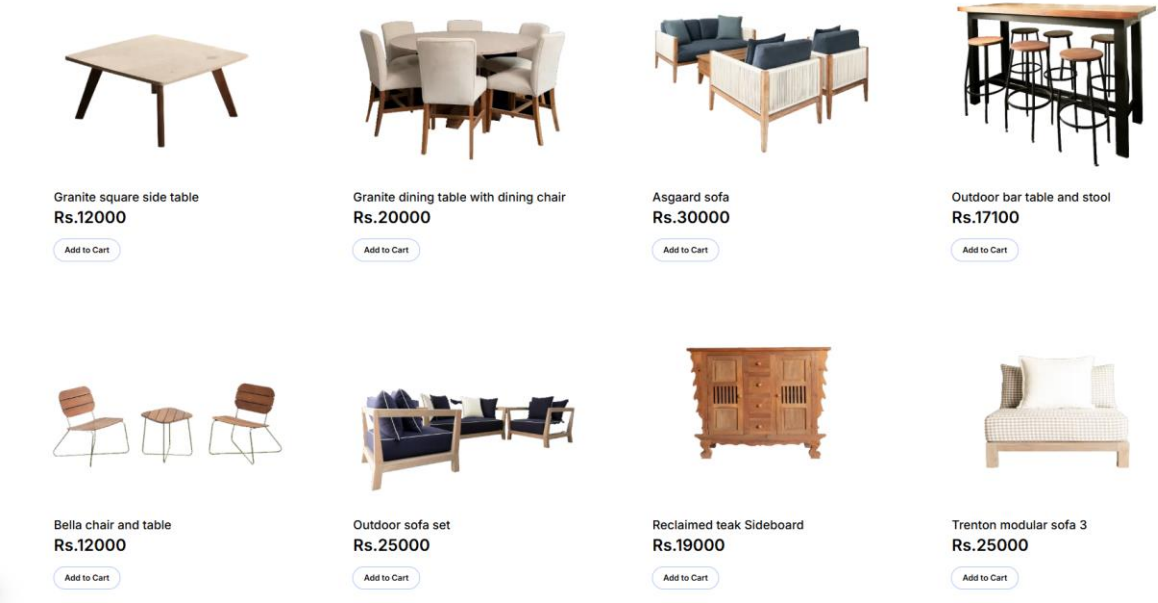 Granite square side table
Rs.12000
Add to Cart
Granite dining table with dining chair
Rs.20000
Add to Cart
Asgaard sofa
Rs.30000
Add to Cart
Outdoor bar table and stool
Rs.17100
Add to Cart
Bella chair and table
Rs.12000
Add to Cart
Outdoor sofa set
Rs.25000
Add to Cart
Reclaimed teak Sideboard
Rs.19000
Add to Cart
Trenton modular sofa 3
Rs.25000
Add to Cart